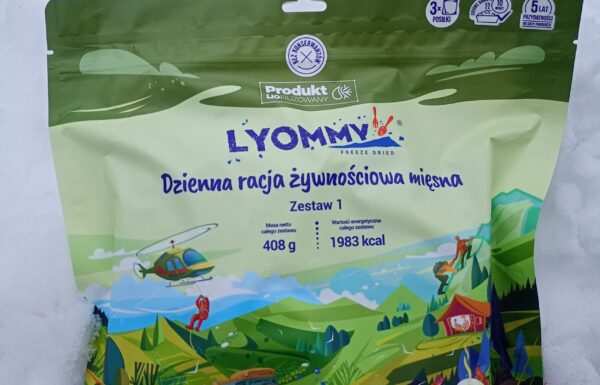 3x
POSIŁKI
10
5 LAT
PRZYDATNOŚCI
BEZ KONSERWANTÓW
Produkt
LIOFILIZOWANY
LYOMMY®
FREEZE DRIED
Dzienna racja żywnościowa mięsna
Zestaw 1
Masa netto
całego zestawu
408 g
Wartość energetyczna
całego zestawu
1983 kcal